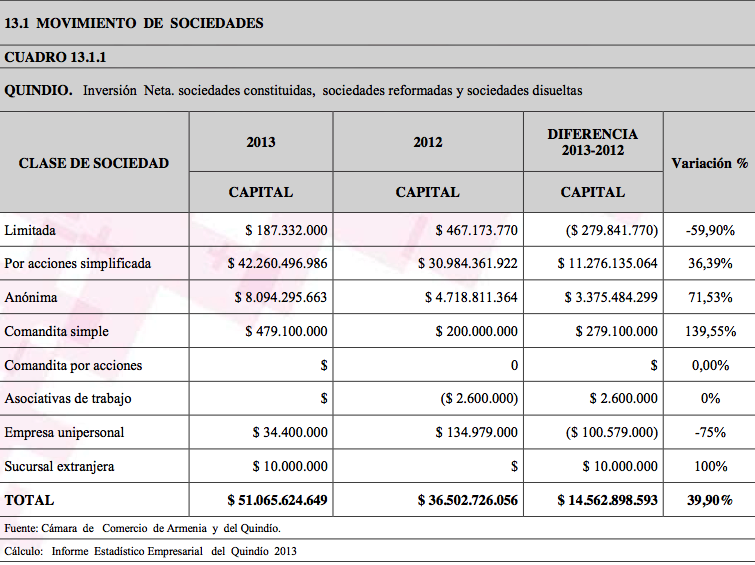 13.1 MOVIMIENTO DE SOCIEDADES
CUADRO 13.1.1
QUINDIO. Inversión Neta. sociedades constituidas, sociedades reformadas y sociedades disueltas
CLASE DE SOCIEDAD 2013 2012 DIFERENCIA 2013-2012 Variación %
CAPITAL CAPITAL CAPITAL
Limitada $ 187.332.000 $ 467.173.770 ($ 279.841.770) -59,90%
Por acciones simplificada $ 42.260.496.986 $ 30.984.361.922 $ 11.276.135.064 36,39%
Anónima $ 8.094.295.663 $ 4.718.811.364 $ 3.375.484.299 71,53%
Comandita simple $ 479.100.000 $ 200.000.000 $ 279.100.000 139,55%
Comandita por acciones $ 0 $ 0,00%
Asociativas de trabajo $ ($ 2.600.000) $ 2.600.000 0%
Empresa unipersonal $ 34.400.000 $ 134.979.000 ($ 100.579.000) -75%
Sucursal extranjera $ 10.000.000 $ $ 10.000.000 100%
TOTAL $ 51.065.624.649 $ 36.502.726.056 $ 14.562.898.593 39,90%
Fuente: Cámara de Comercio de Armenia y del Quindío.
Cálculo: Informe Estadístico Empresarial del Quindío 2013